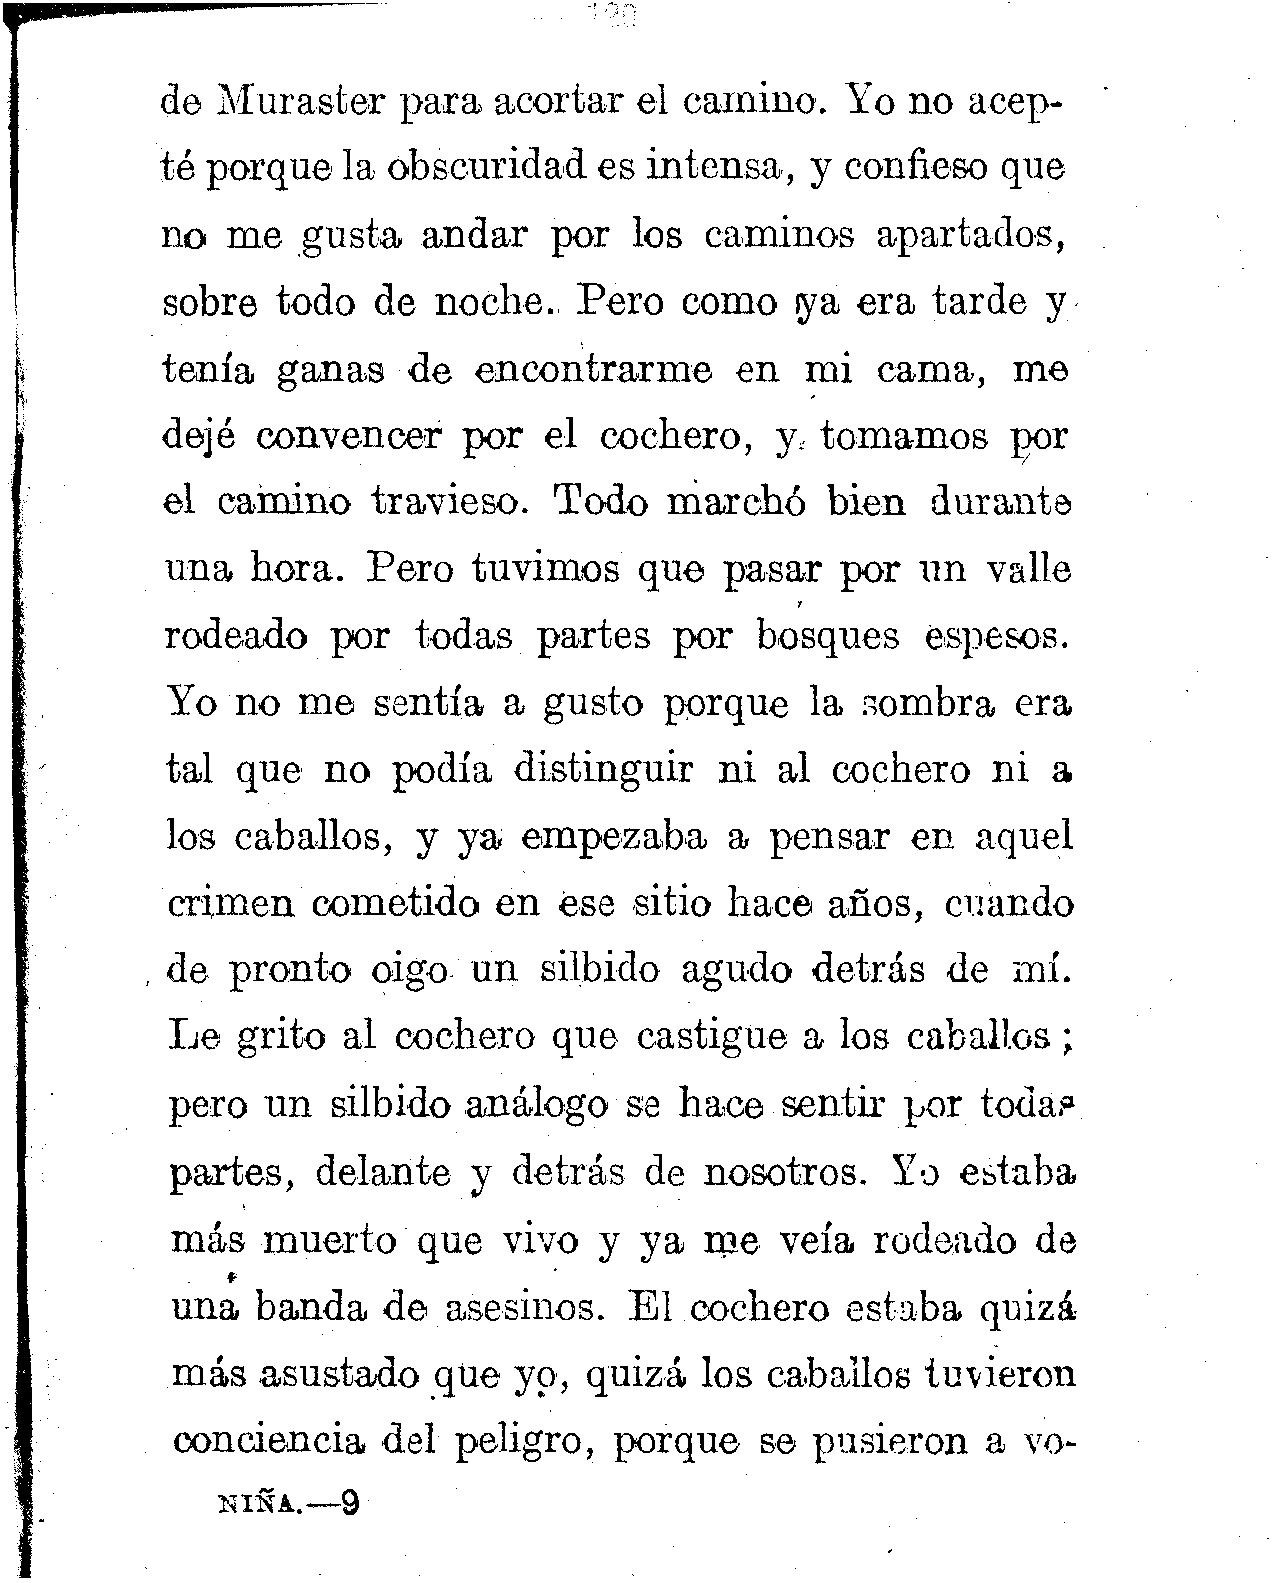 de Muraster para acortar el camino. Yo no acep-
té porque la obscuridad es intensa, y confieso que
no me gusta andar por los caminos apartados,
sobre todo de noche. Pero como ya era tarde y
tenía ganas de encontrarme en mi cama, me
dejé convencer por el cochero, y tomamos por
el camino travieso. Todo marchó bien durante
una hora. Pero tuvimos que pasar por un valle
rodeado por todas partes por bosques espesos.
Yo no me sentía a gusto porque la sombra era
tal que no podía distinguir ni al cochero ni a
los caballos, y ya empezaba a pensar en aquel
crimen cometido en ese sitio hace años, cuando
de pronto oigo un silbido agudo detrás de mí.
Le grito al cochero que castigue a los caballos;
pero un silbido análogo se hace sentir por todas
partes, delante y detrás de nosotros. Yo estaba
más muerto que vivo y ya me veía rodeado de
una banda de asesinos. El cochero estaba quizá
más asustado que yo, quizá los caballos tuvieron
conciencia del peligro, porque se pusieron a vo-
NIÑA.—9